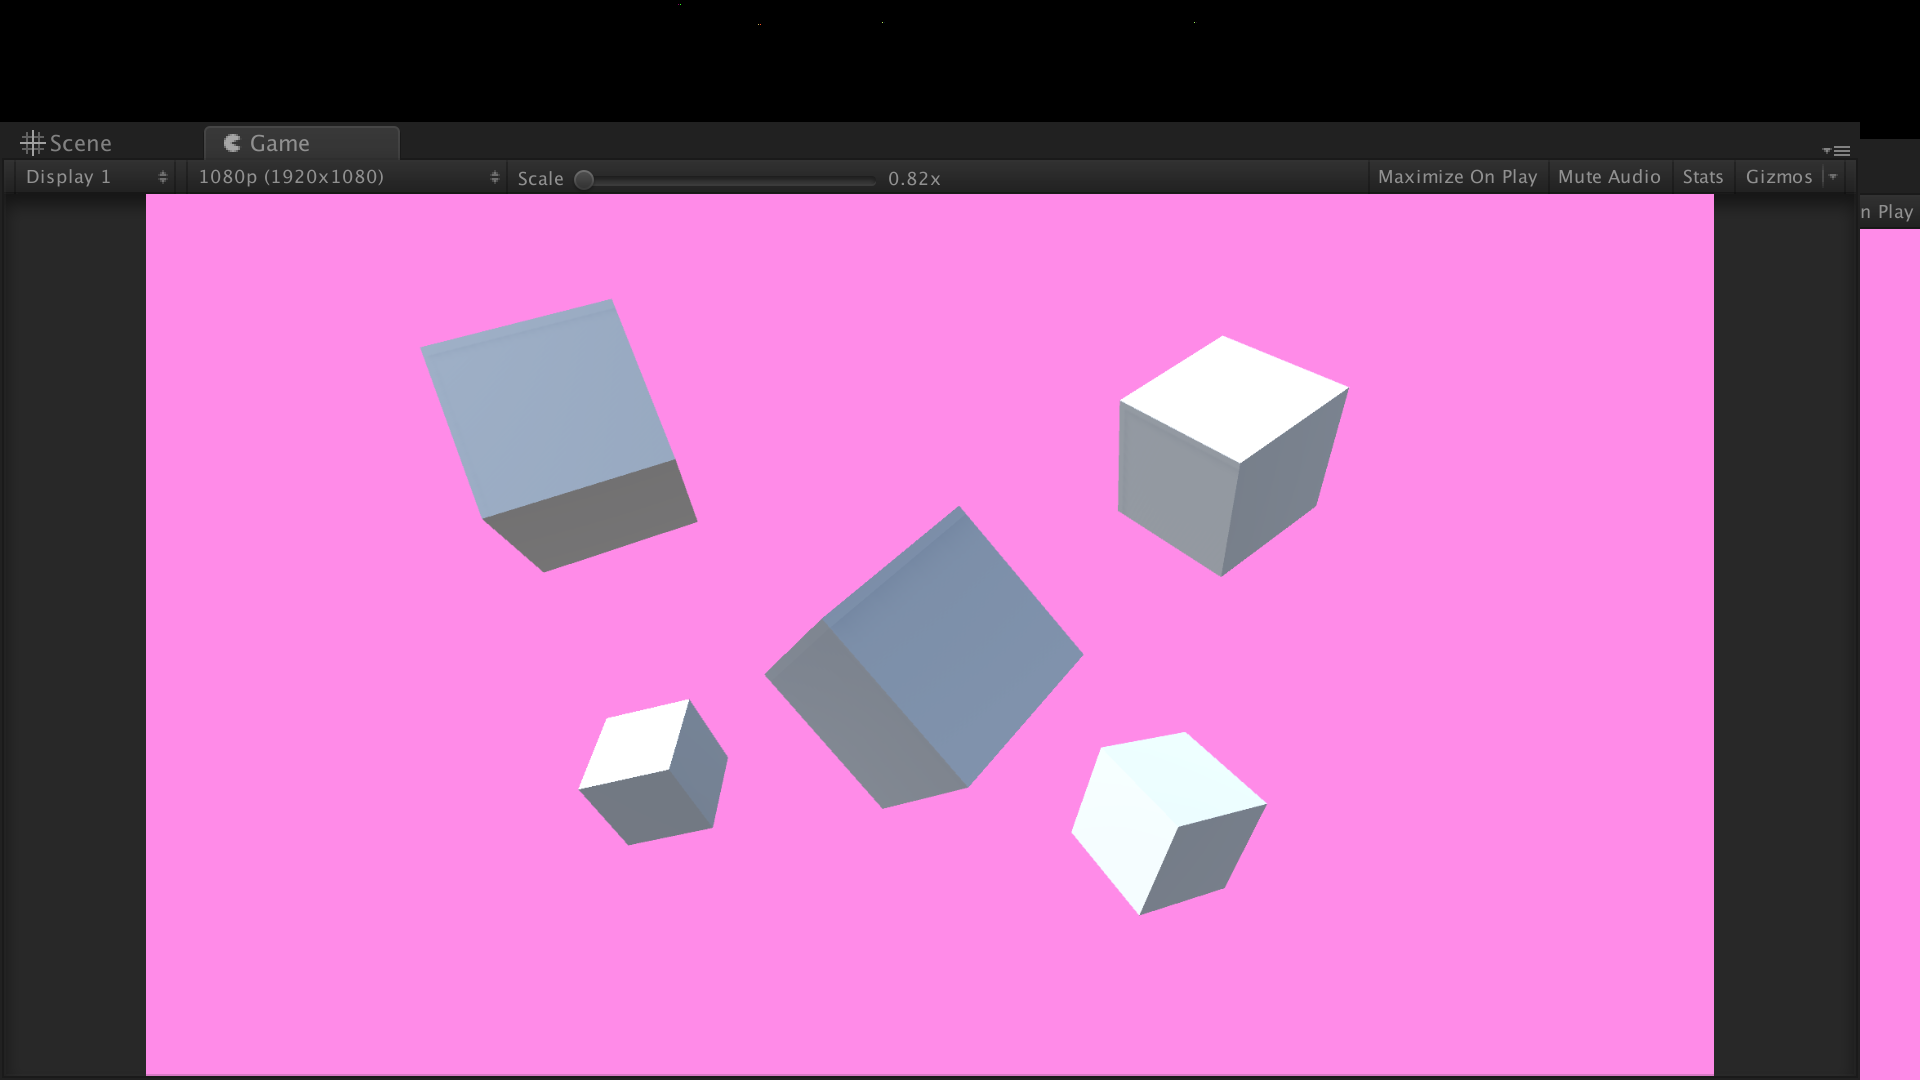 Scene Game
Display 1 1080p (1920x1080) Scale 0.82x Maximize On Play Mute Audio Stats Gizmos
n Play